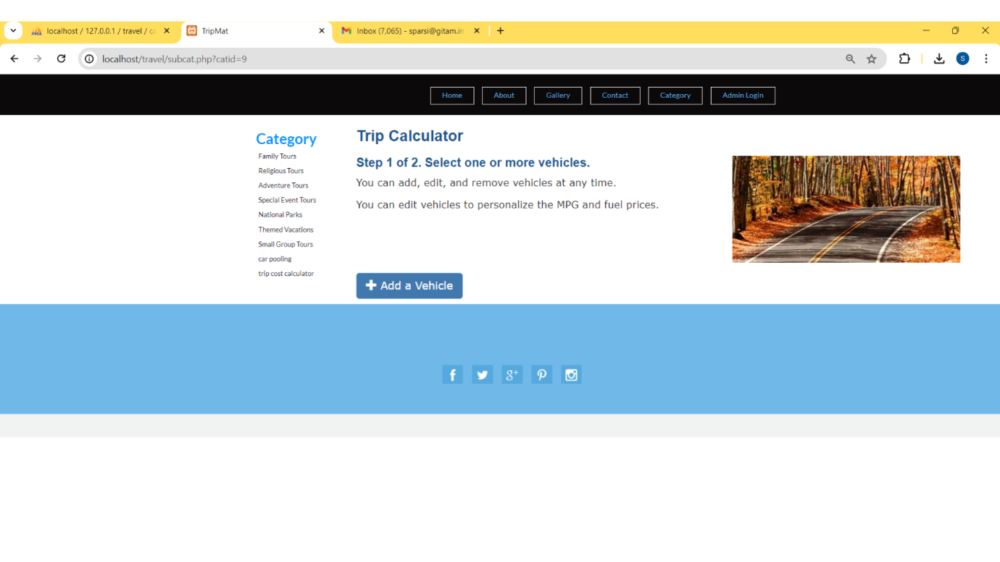 localhost / 127.0.0.1 / travel / ca
TripMat
Inbox (7,065) - sparsi@gitam.in
localhost/travel/subcat.php?catid=9
S
Home About Gallery Contact Category Admin Login
Category
Family Tours
Religious Tours
Adventure Tours
Special Event Tours
National Parks
Themed Vacations
Small Group Tours
car pooling
trip cost calculator
Trip Calculator
Step 1 of 2. Select one or more vehicles.
You can add, edit, and remove vehicles at any time.
You can edit vehicles to personalize the MPG and fuel prices.
Add a Vehicle